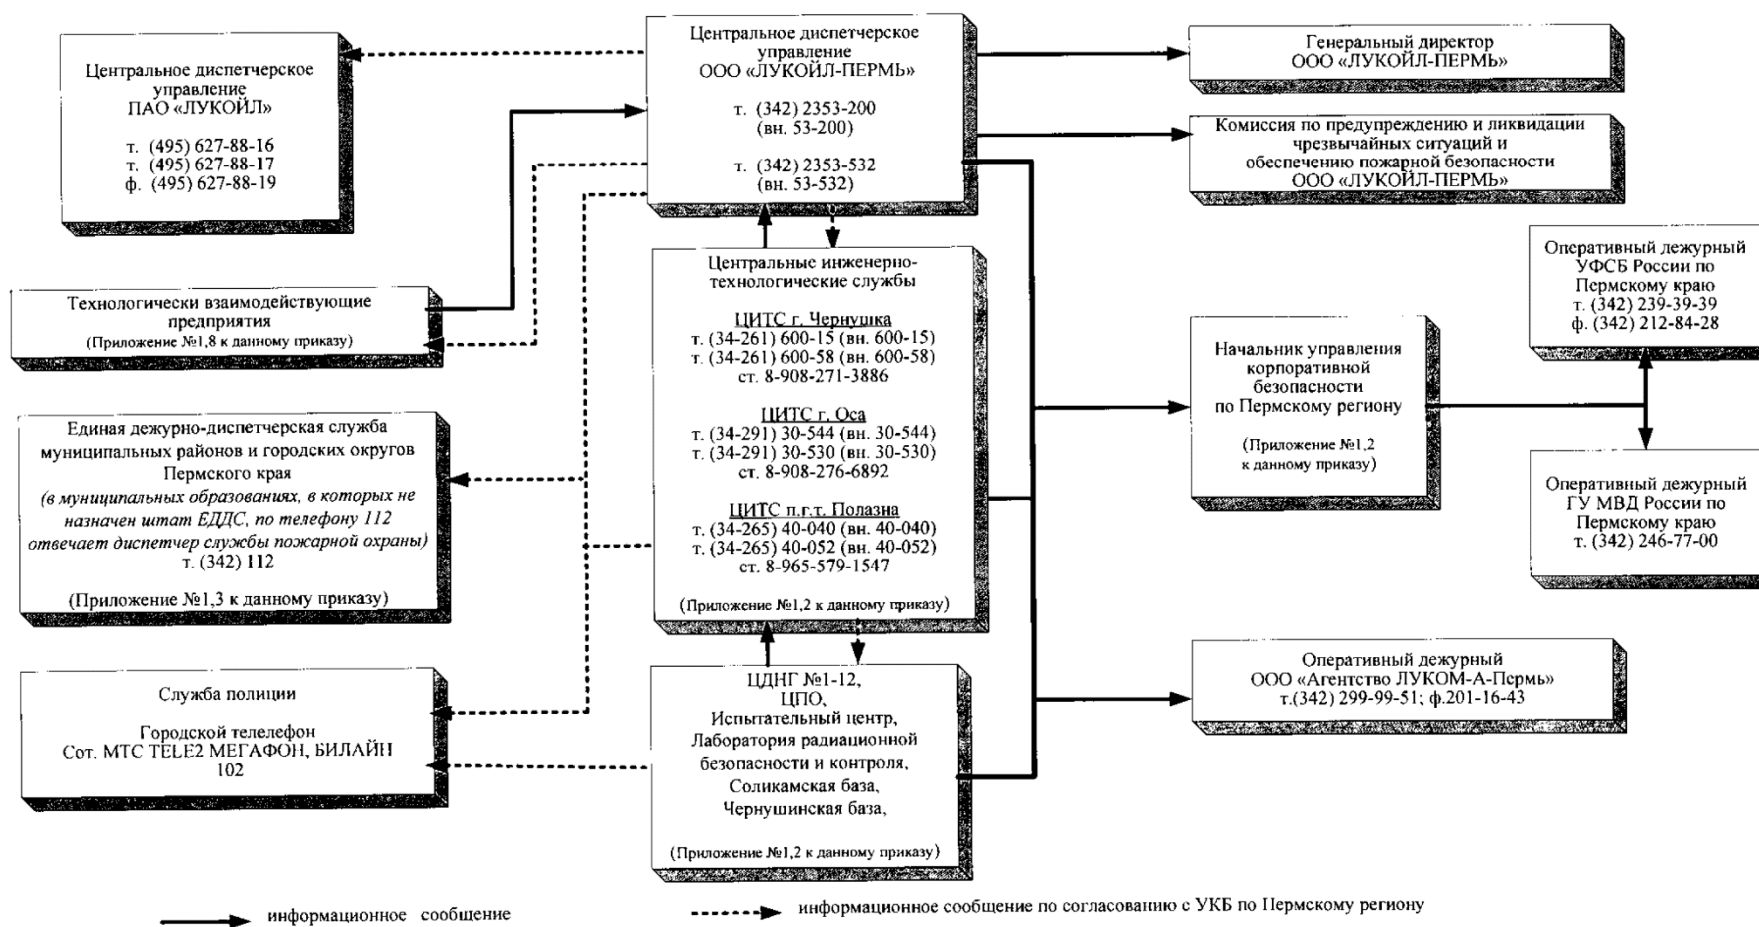 Центральное диспетчерское
управление
ПАО «ЛУКОЙЛ»
т. (495) 627-88-16
т. (495) 627-88-17
ф. (495) 627-88-19
Центральное диспетчерское
управление
ООО «ЛУКОЙЛ-ПЕРМЬ»
т. (342) 2353-200
(вн. 53-200)
т. (342) 2353-532
(вн. 53-532)
Генеральный директор
ООО «ЛУКОЙЛ-ПЕРМЬ»
Комиссия по предупреждению и ликвидации
чрезвычайных ситуаций и
обеспечению пожарной безопасности
ООО «ЛУКОЙЛ-ПЕРМЬ»
Технологически взаимодействующие
предприятия
(Приложение №1,8 к данному приказу)
Центральные инженерно-
технологические службы
ЦИТС г. Чернушка
т. (34-261) 600-15 (вн. 600-15)
т. (34-261) 600-58 (вн. 600-58)
ст. 8-908-271-3886
ЦИТС г. Оса
т. (34-291) 30-544 (вн. 30-544)
т. (34-291) 30-530 (вн. 30-530)
ст. 8-908-276-6892
ЦИТС п.г.т. Полазна
т. (34-265) 40-040 (вн. 40-040)
т. (34-265) 40-052 (вн. 40-052)
ст. 8-965-579-1547
(Приложение №1,2 к данному приказу)
Начальник управления
корпоративной
безопасности
по Пермскому региону
(Приложение №1,2
к данному приказу)
Оперативный дежурный
УФСБ России по
Пермскому краю
т. (342) 239-39-39
ф. (342) 212-84-28
Оперативный дежурный
ГУ МВД России по
Пермскому краю
т. (342) 246-77-00
Единая дежурно-диспетчерская служба
муниципальных районов и городских округов
Пермского края
(в муниципальных образованиях, в которых не
назначен штат ЕДДС, по телефону 112
отвечает диспетчер службы пожарной охраны)
т. (342) 112
(Приложение №1,3 к данному приказу)
Служба полиции
Городской телелефон
Сот. МТС TELE2 МЕГАФОН, БИЛАЙН
102
ЦДНГ №1-12,
ЦПО,
Испытательный центр,
Лаборатория радиационной
безопасности и контроля,
Соликамская база,
Чернушинская база,
(Приложение №1,2 к данному приказу)
Оперативный дежурный
ООО «Агентство ЛУКОМ-А-Пермь»
т.(342) 299-99-51; ф.201-16-43
информационное сообщение
информационное сообщение по согласованию с УКБ по Пермскому региону